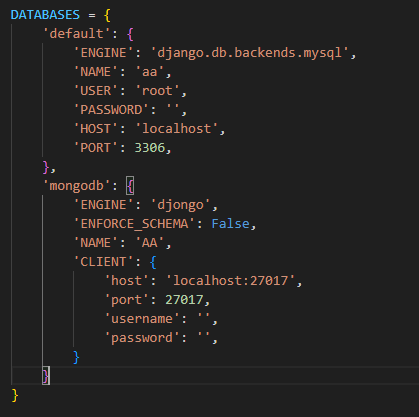 DATABASES = {
    'default': {
        'ENGINE': 'django.db.backends.mysql',
        'NAME': 'aa',
        'USER': 'root',
        'PASSWORD': '',
        'HOST': 'localhost',
        'PORT': 3306,
    },
    'mongodb': {
        'ENGINE': 'djongo',
        'ENFORCE_SCHEMA': False,
        'NAME': 'AA',
        'CLIENT': {
            'host': 'localhost:27017',
            'port': 27017,
            'username': '',
            'password': '',
        }
    }
}